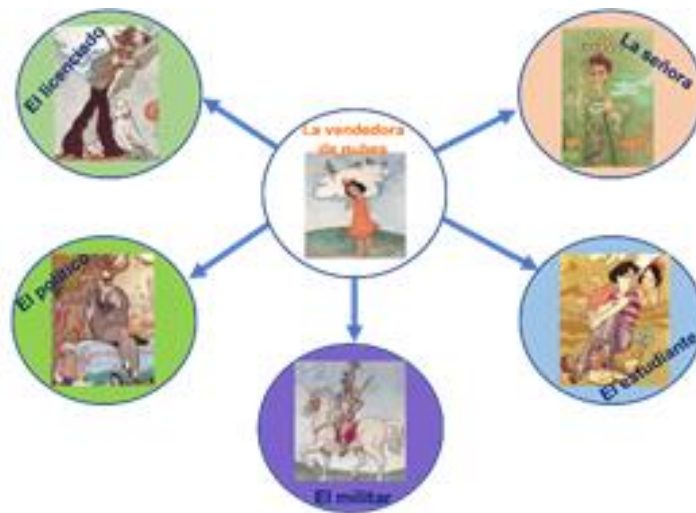 El licenciado
La señora
La vendedora
de nubes
El político
El estudiante
El militar